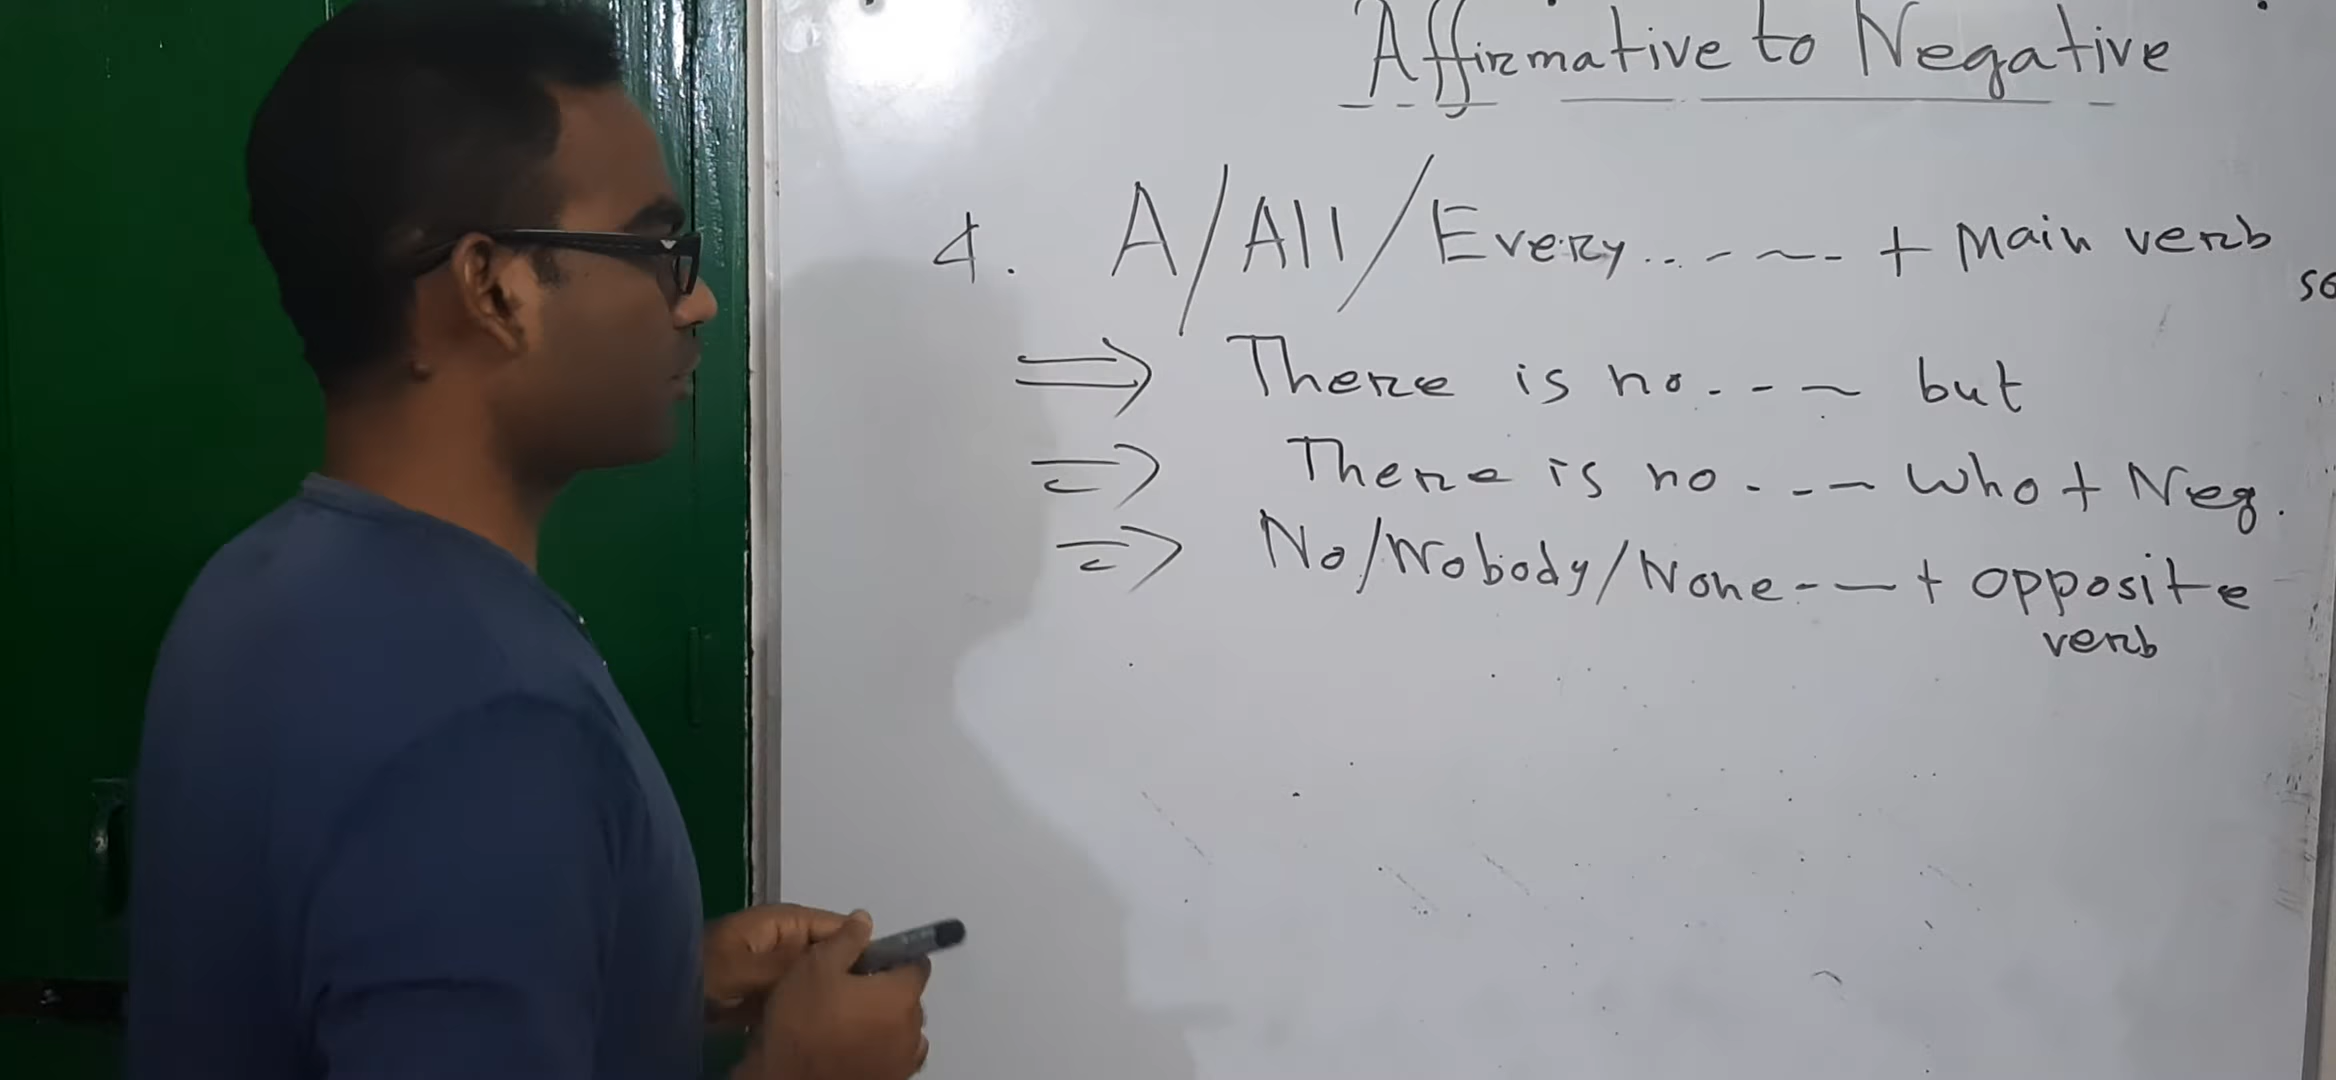 Affirmative to Negative
4. A/All/Every..---- + Main verb
=> There is no.--~ but
=> There is no.--~ Who + Neg.
=> No/Nobody/None--— + opposite
verb